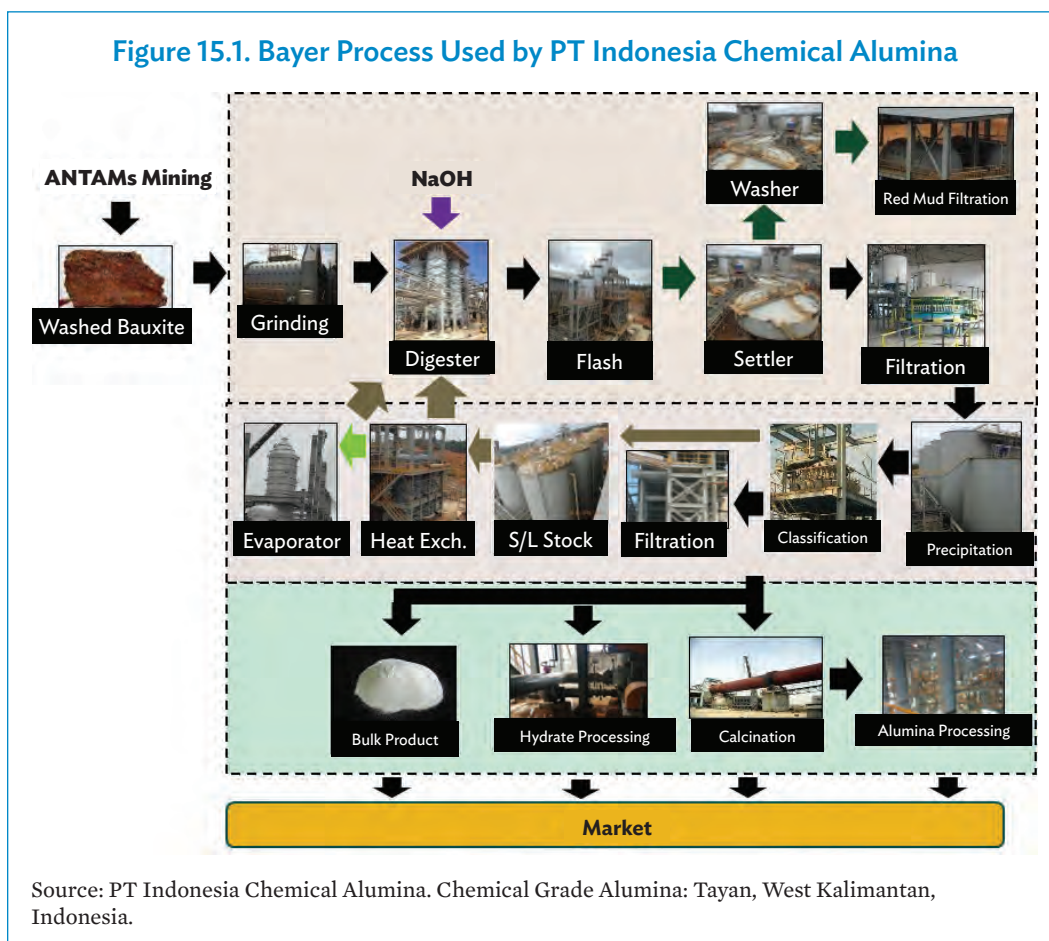 Figure 15.1. Bayer Process Used by PT Indonesia Chemical Alumina
ANTAMs Mining
NaOH
Washer
Red Mud Filtration
Washed Bauxite
Grinding
Digester
Flash
Settler
Filtration
Evaporator
Heat Exch.
S/L Stock
Filtration
Classification
Precipitation
Bulk Product
Hydrate Processing
Calcination
Alumina Processing
Market
Source: PT Indonesia Chemical Alumina. Chemical Grade Alumina: Tayan, West Kalimantan,
Indonesia.